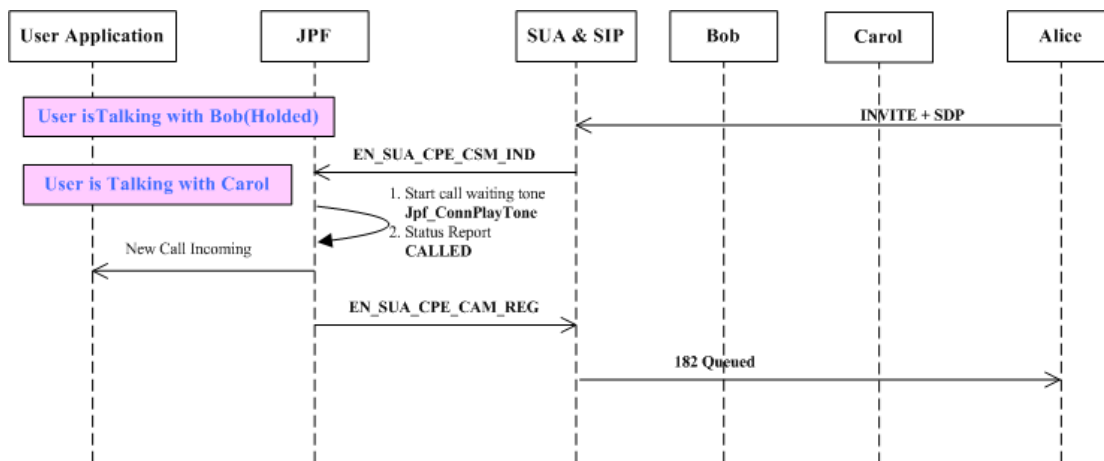 User Application
JPF
SUA & SIP
Bob
Carol
Alice
User isTalking with Bob(Holded)
INVITE + SDP
EN_SUA_CPE_CSM_IND
User is Talking with Carol
1. Start call waiting tone
Jpf_ConnPlayTone
2. Status Report
CALLED
New Call Incoming
EN_SUA_CPE_CAM_REG
182 Queued